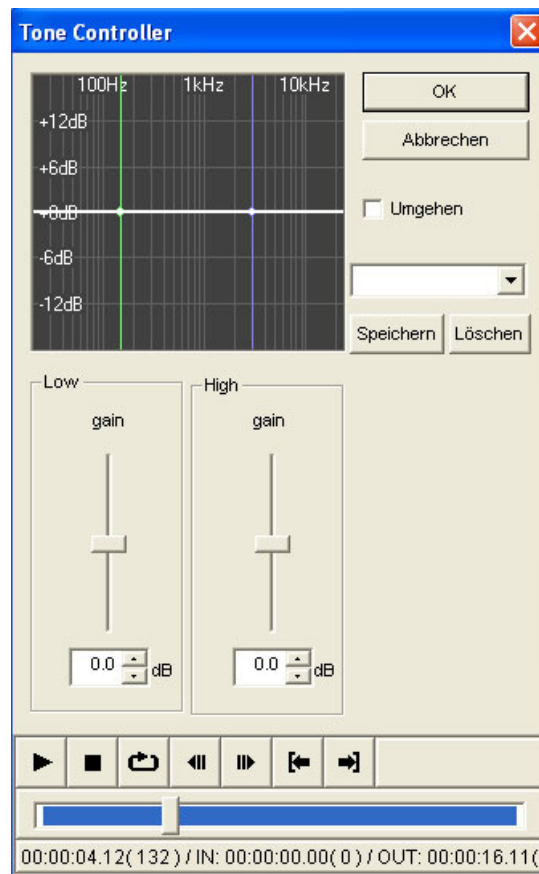 Tone Controller
100Hz 1kHz 10kHz
+12dB
+6dB
+0dB
-6dB
-12dB
OK
Abbrechen
Umgehen
Speichern Löschen
Low High
gain gain
0.0 dB 0.0 dB
00:00:04.12( 132 ) / IN: 00:00:00.00( 0 ) / OUT: 00:00:16.11(